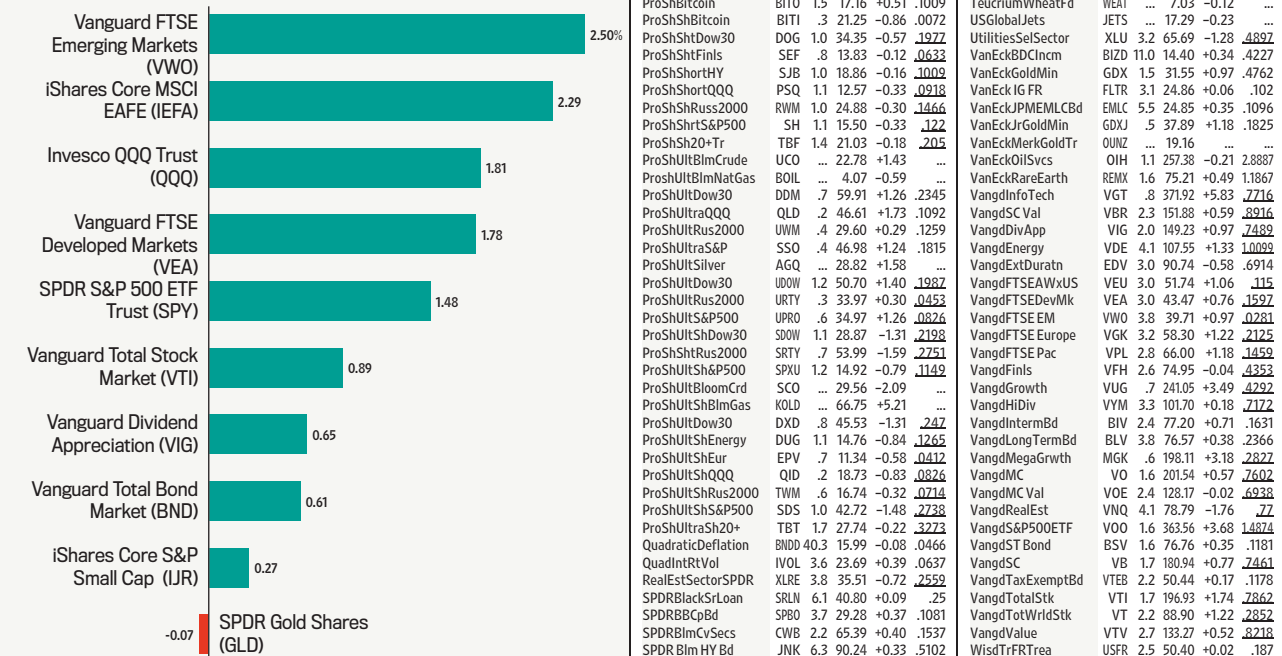 Vanguard FTSE
Emerging Markets
(VWO)
2.50%
iShares Core MSCI
EAFE (IEFA)
2.29
Invesco QQQ Trust
(QQQ)
1.81
Vanguard FTSE
Developed Markets
(VEA)
1.78
SPDR S&P 500 ETF
Trust (SPY)
1.48
Vanguard Total Stock
Market (VTI)
0.89
Vanguard Dividend
Appreciation (VIG)
0.65
Vanguard Total Bond
Market (BND)
0.61
iShares Core S&P
Small Cap (IJR)
0.27
-0.07
SPDR Gold Shares
(GLD)
ProShBitcoin BITO 1.5 17.16 +0.51 .1009
ProShShBitcoin BITI .3 21.25 −0.86 .0072
ProShShtDow30 DOG 1.0 34.35 −0.57 .1977
ProShShtFinls SEF .8 13.83 −0.12 .0633
ProShShortHY SJB 1.0 18.86 −0.16 .1009
ProShShortQQQ PSQ 1.1 12.57 −0.33 .0918
ProShShRuss2000 RWM 1.0 24.88 −0.30 .1466
ProShShrtS&P500 SH 1.1 15.50 −0.33 .122
ProShSh20+Tr TBF 1.4 21.03 −0.18 .205
ProShUltBlmCrude UCO ... 22.78 +1.43 ...
ProshUltBlmNatGas BOIL ... 4.07 −0.59 ...
ProShUltDow30 DDM .7 59.91 +1.26 .2345
ProShUltraQQQ QLD .2 46.61 +1.73 .1092
ProShUltRus2000 UWM .4 29.60 +0.29 .1259
ProShUltraS&P SSO .4 46.98 +1.24 .1815
ProShUltSilver AGQ ... 28.82 +1.58 ...
ProShUltDow30 UDOW 1.2 50.70 +1.40 .1987
ProShUltRus2000 URTY .3 33.97 +0.30 .0453
ProShUltS&P500 UPRO .6 34.97 +1.26 .0826
ProShUltShDow30 SDOW 1.1 28.87 −1.31 .2198
ProShShtRus2000 SRTY .7 53.99 −1.59 .2751
ProShUltSh&P500 SPXU 1.2 14.92 −0.79 .1149
ProShUltBloomCrd SCO ... 29.56 −2.09 ...
ProShUltShBlmGas KOLD ... 66.75 +5.21 ...
ProShUltDow30 DXD .8 45.53 −1.31 .247
ProShUltShEnergy DUG 1.1 14.76 −0.84 .1265
ProShUltShEur EPV .7 11.34 −0.58 .0412
ProShUltShQQQ QID .2 18.73 −0.83 .0826
ProShUltShRus2000 TWM .6 16.74 −0.32 .0714
ProShUltShS&P500 SDS 1.0 42.72 −1.48 .2738
ProShUltraSh20+ TBT 1.7 27.74 −0.22 .3273
QuadraticDeflation BNDD 40.3 15.99 −0.08 .0466
QuadIntRtVol IVOL 3.6 23.69 +0.39 .0637
RealEstSectorSPDR XLRE 3.8 35.51 −0.72 .2559
SPDRBlackSrLoan SRLN 6.1 40.80 +0.09 .25
SPDRBBCpBd SPBO 3.7 29.28 +0.37 .1081
SPDRBlmCvSecs CWB 2.2 65.39 +0.40 .1537
SPDR Blm HY Bd JNK 6.3 90.24 +0.33 .5102
TeucriumWheatFd WEAT ... 7.03 −0.12 ...
USGlobalJets JETS ... 17.29 −0.23 ...
UtilitiesSelSector XLU 3.2 65.69 −1.28 .4897
VanEckBDCIncm BIZD 11.0 14.40 +0.34 .4227
VanEckGoldMin GDX 1.5 31.55 +0.97 .4762
VanEck IG FR FLTR 3.1 24.86 +0.06 .102
VanEckJPMEMLCBd EMLC 5.5 24.85 +0.35 .1096
VanEckJrGoldMin GDXJ .5 37.89 +1.18 .1825
VanEckMerkGoldTr OUNZ ... 19.16 ... ...
VanEckOilSvcs OIH 1.1 257.38 −0.21 2.8887
VanEckRareEarth REMX 1.6 75.21 +0.49 1.1867
VangdInfoTech VGT .8 371.92 +5.83 .7716
VangdSC Val VBR 2.3 151.88 +0.59 .8916
VangdDivApp VIG 2.0 149.23 +0.97 .7489
VangdEnergy VDE 4.1 107.55 +1.33 1.0099
VangdExtDuratn EDV 3.0 90.74 −0.58 .6914
VangdFTSEAWxUS VEU 3.0 51.74 +1.06 .115
VangdFTSEDevMk VEA 3.0 43.47 +0.76 .1597
VangdFTSE EM VWO 3.8 39.71 +0.97 .0281
VangdFTSE Europe VGK 3.2 58.30 +1.22 .2125
VangdFTSE Pac VPL 2.8 66.00 +1.18 .1459
VangdFinls VFH 2.6 74.95 −0.04 .4353
VangdGrowth VUG .7 241.05 +3.49 .4292
VangdHiDiv VYM 3.3 101.70 +0.18 .7172
VangdIntermBd BIV 2.4 77.20 +0.71 .1631
VangdLongTermBd BLV 3.8 76.57 +0.38 .2366
VangdMegaGrwth MGK .6 198.11 +3.18 .2827
VangdMC VO 1.6 201.54 +0.57 .7602
VangdMC Val VOE 2.4 128.17 −0.02 .6938
VangdRealEst VNQ 4.1 78.79 −1.76 .77
VangdS&P500ETF VOO 1.6 363.56 +3.68 1.4874
VangdST Bond BSV 1.6 76.76 +0.35 .1181
VangdSC VB 1.7 180.94 +0.77 .7461
VangdTaxExemptBd VTEB 2.2 50.44 +0.17 .1178
VangdTotalStk VTI 1.7 196.93 +1.74 .7862
VangdTotWrldStk VT 2.2 88.90 +1.22 .2852
VangdValue VTV 2.7 133.27 +0.52 .8218
WisdTrFRTrea USFR 2.5 50.40 +0.02 .187